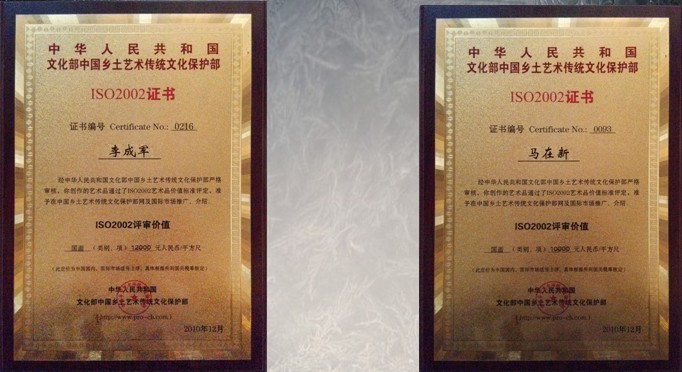 中华人民共和国
文化部中国乡土艺术传统文化保护部
ISO2002证书
证书编号 Certificate No.: 0216
李成军
经中华人民共和国文化部中国乡土艺术传统文化保护部严格
审核，你创作的艺术品通过了ISO2002艺术品价值标准评定。准
予在中国乡土艺术传统文化保护部网及国际市场推广、介绍。
ISO2002评审价值
国画 （类别、项） 12000 元人民币/平方尺
中华人民共和国
文化部中国乡土艺术传统文化保护部
2010年12月
中华人民共和国
文化部中国乡土艺术传统文化保护部
ISO2002证书
证书编号 Certificate No.: 0093
马在新
经中华人民共和国文化部中国乡土艺术传统文化保护部严格
审核，你创作的艺术品通过了ISO2002艺术品价值标准评定。准
予在中国乡土艺术传统文化保护部网及国际市场推广、介绍。
ISO2002评审价值
国画 （类别、项） 10000 元人民币/平方尺
中华人民共和国
文化部中国乡土艺术传统文化保护部
2010年12月